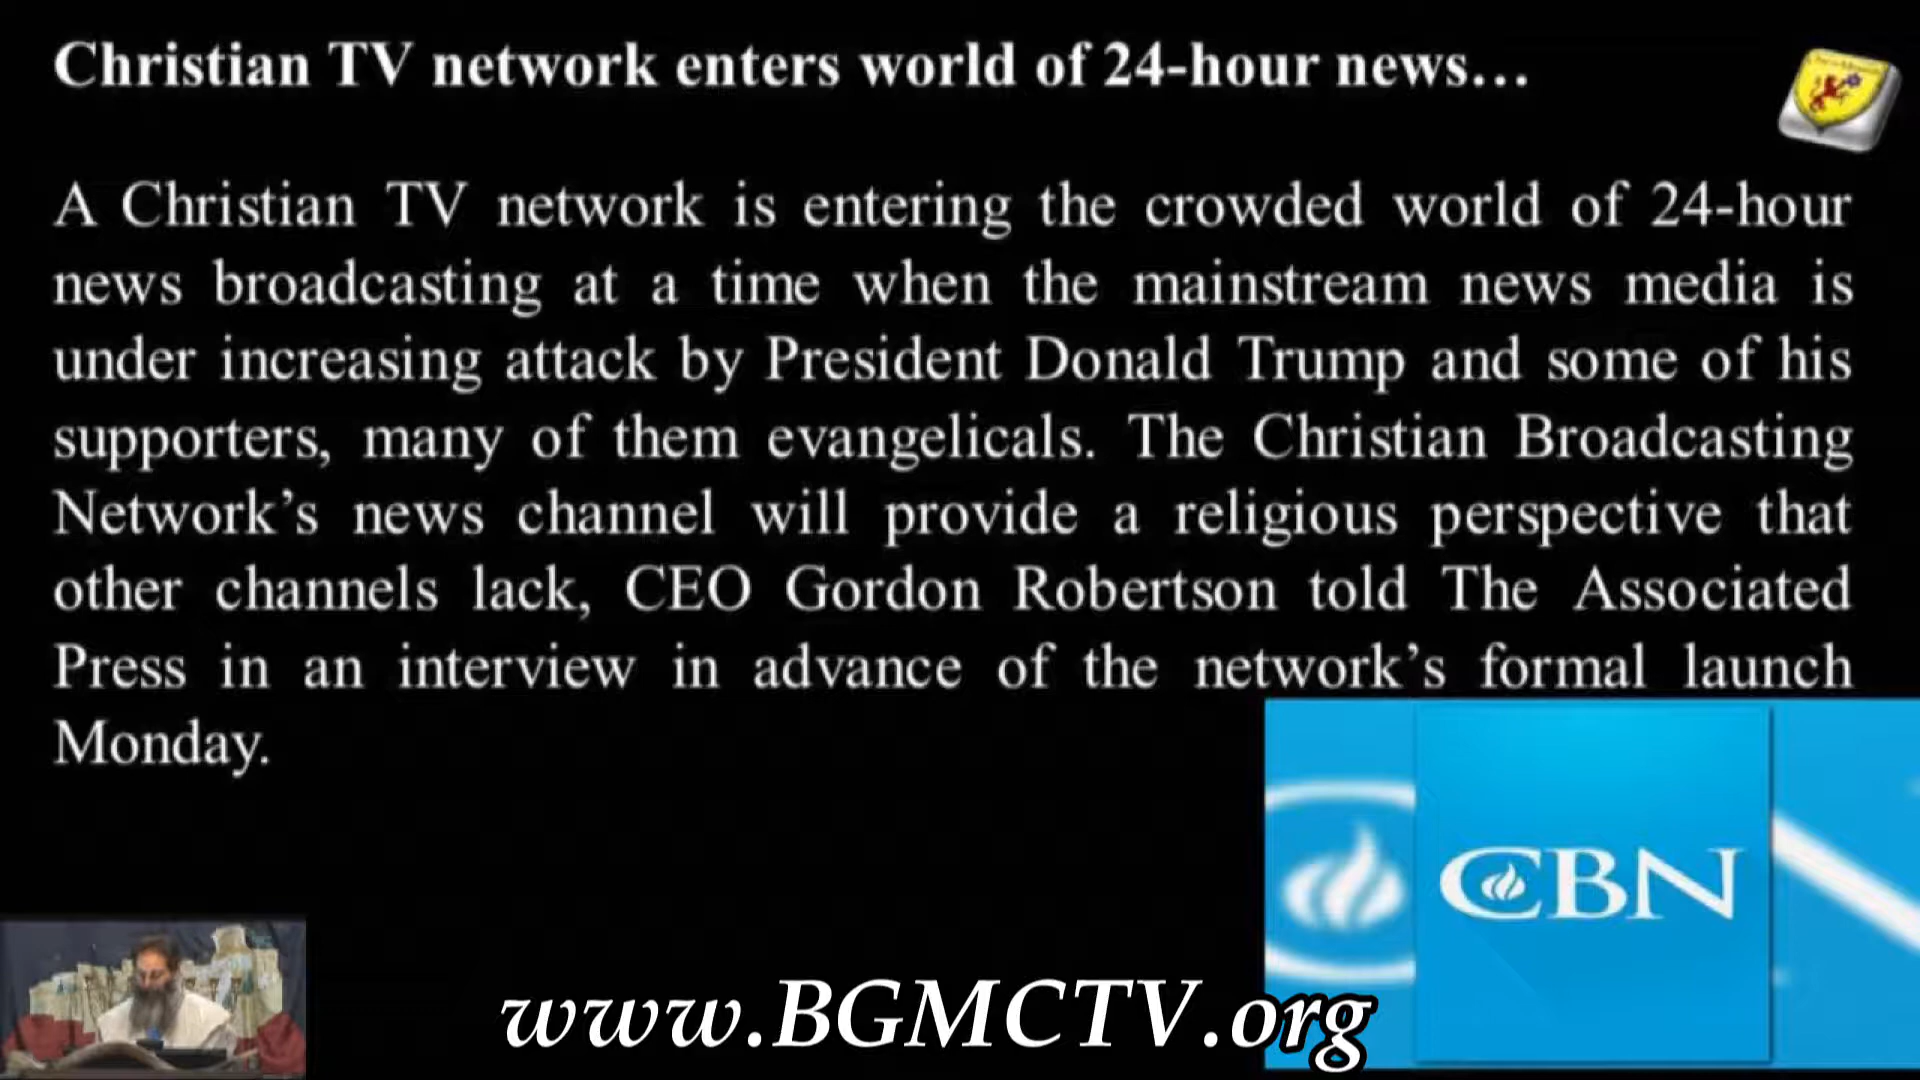 Christian TV network enters world of 24-hour news…
A Christian TV network is entering the crowded world of 24-hour
news broadcasting at a time when the mainstream news media is
under increasing attack by President Donald Trump and some of his
supporters, many of them evangelicals. The Christian Broadcasting
Network’s news channel will provide a religious perspective that
other channels lack, CEO Gordon Robertson told The Associated
Press in an interview in advance of the network’s formal launch
Monday.
CBN
www.BGMCTV.org